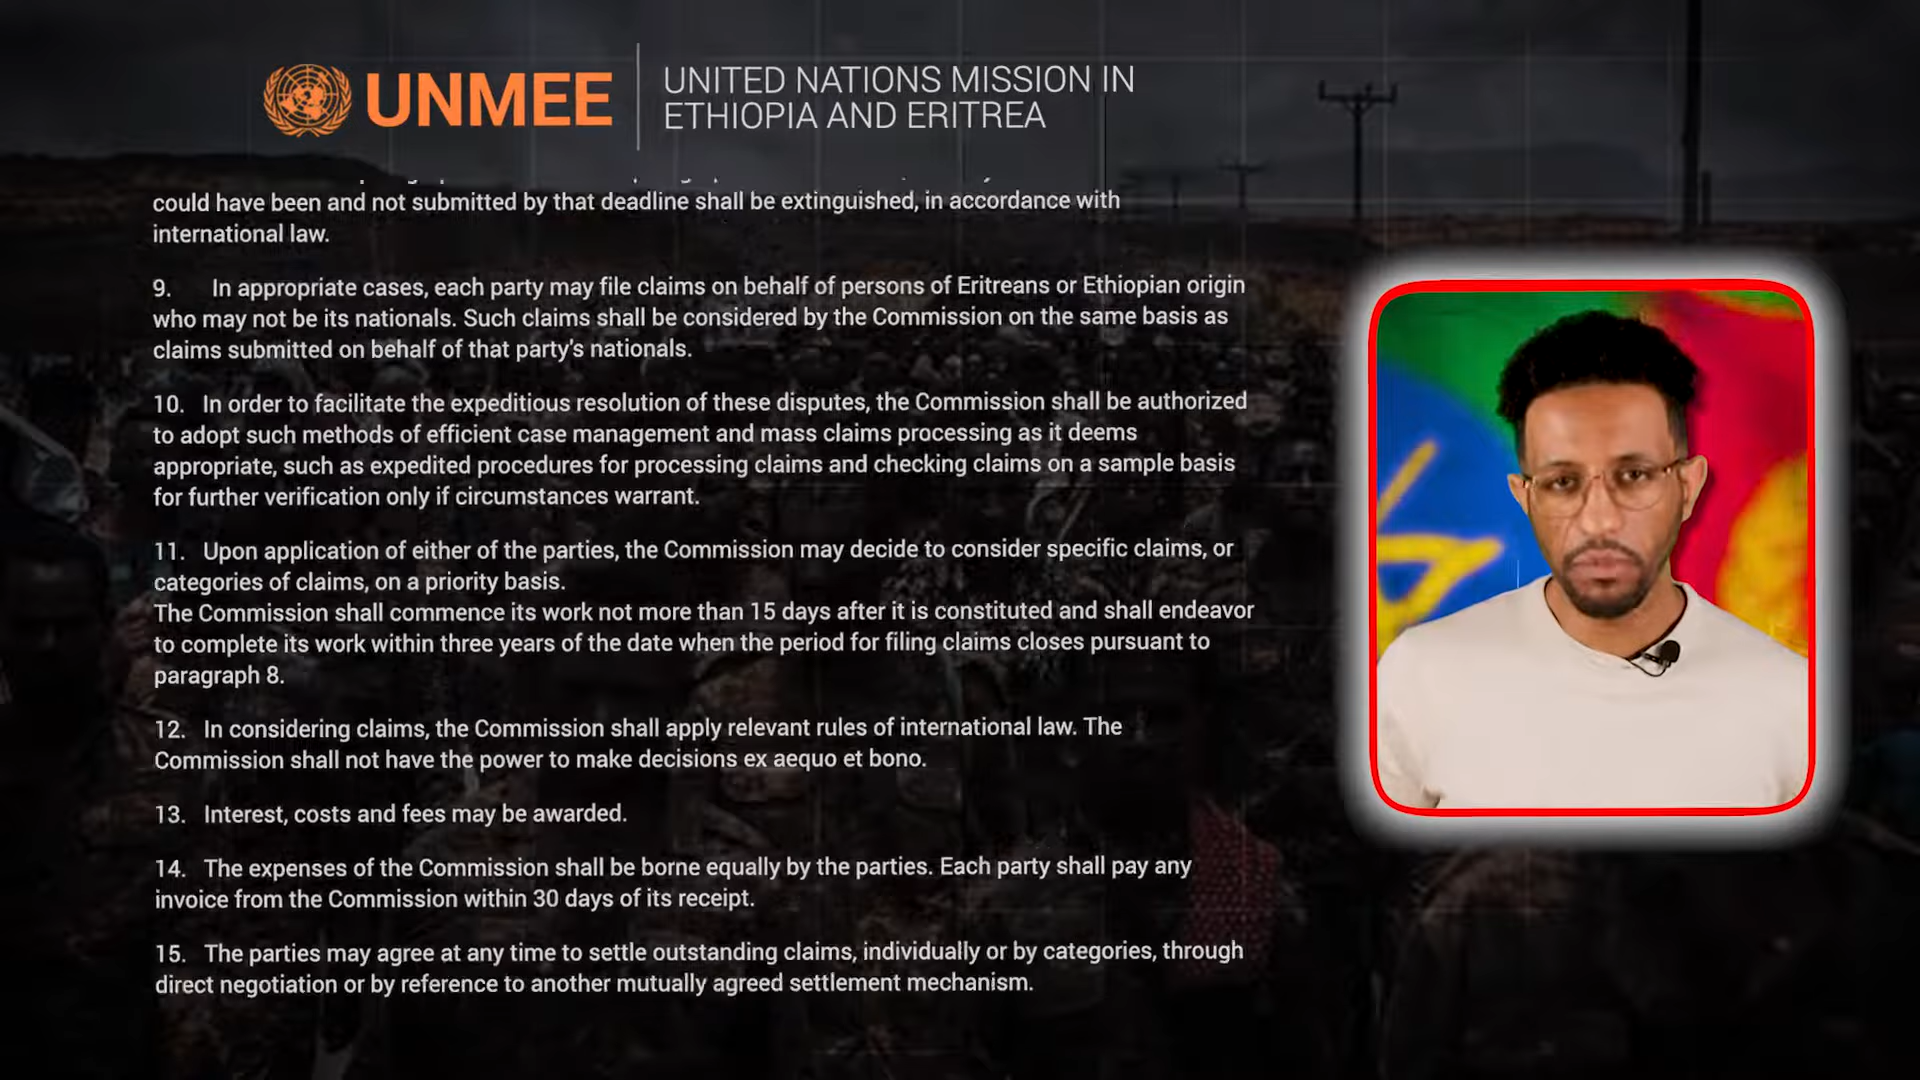 UNMEE
UNITED NATIONS MISSION IN
ETHIOPIA AND ERITREA
could have been and not submitted by that deadline shall be extinguished, in accordance with
international law.
9. In appropriate cases, each party may file claims on behalf of persons of Eritreans or Ethiopian origin
who may not be its nationals. Such claims shall be considered by the Commission on the same basis as
claims submitted on behalf of that party's nationals.
10. In order to facilitate the expeditious resolution of these disputes, the Commission shall be authorized
to adopt such methods of efficient case management and mass claims processing as it deems
appropriate, such as expedited procedures for processing claims and checking claims on a sample basis
for further verification only if circumstances warrant.
11. Upon application of either of the parties, the Commission may decide to consider specific claims, or
categories of claims, on a priority basis.
The Commission shall commence its work not more than 15 days after it is constituted and shall endeavor
to complete its work within three years of the date when the period for filing claims closes pursuant to
paragraph 8.
12. In considering claims, the Commission shall apply relevant rules of international law. The
Commission shall not have the power to make decisions ex aequo et bono.
13. Interest, costs and fees may be awarded.
14. The expenses of the Commission shall be borne equally by the parties. Each party shall pay any
invoice from the Commission within 30 days of its receipt.
15. The parties may agree at any time to settle outstanding claims, individually or by categories, through
direct negotiation or by reference to another mutually agreed settlement mechanism.